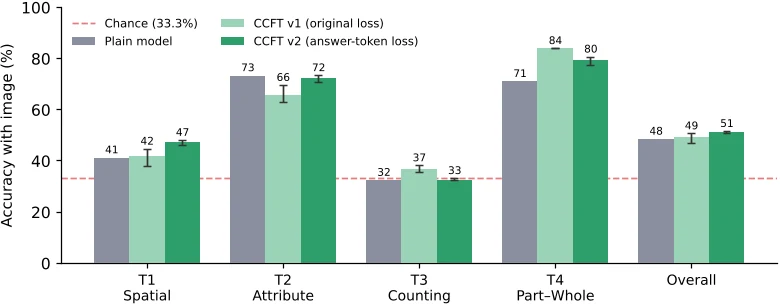 100
80
60
40
20
0
Accuracy with image (%)
Chance (33.3%)
Plain model
CCFT v1 (original loss)
CCFT v2 (answer-token loss)
41
42
47
73
66
72
32
37
33
71
84
80
48
49
51
T1
Spatial
T2
Attribute
T3
Counting
T4
Part–Whole
Overall